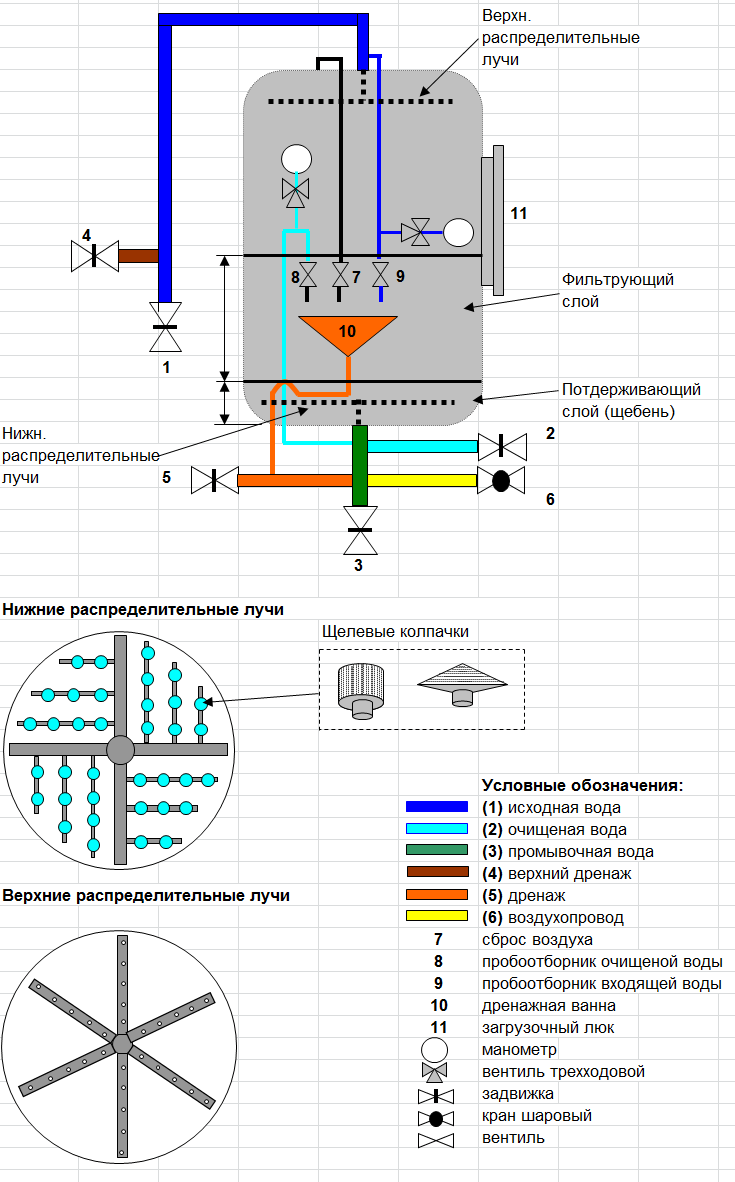 Верхн.
распределительные
лучи
11
4
Фильтрующий
слой
8
7
9
10
1
Потдерживающий
слой (щебень)
Нижн.
распределительные
лучи
2
5
6
3
Нижние распределительные лучи
Щелевые колпачки
Условные обозначения:
(1) исходная вода
(2) очищеная вода
(3) промывочная вода
(4) верхний дренаж
(5) дренаж
(6) воздухопровод
7 сброс воздуха
8 пробоотборник очищеной воды
9 пробоотборник входящей воды
10 дренажная ванна
11 загрузочный люк
манометр
вентиль трехходовой
задвижка
кран шаровый
вентиль
Верхние распределительные лучи